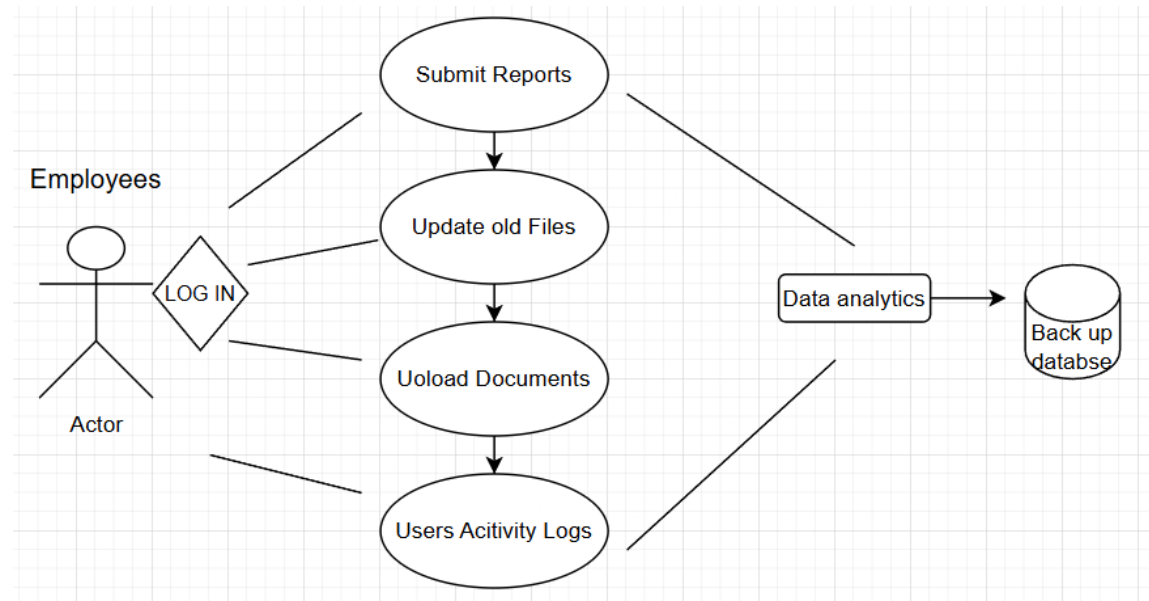 Submit Reports
Employees
Update old Files
LOG IN
Data analytics
Back up
databse
Uoload Documents
Actor
Users Acitivity Logs